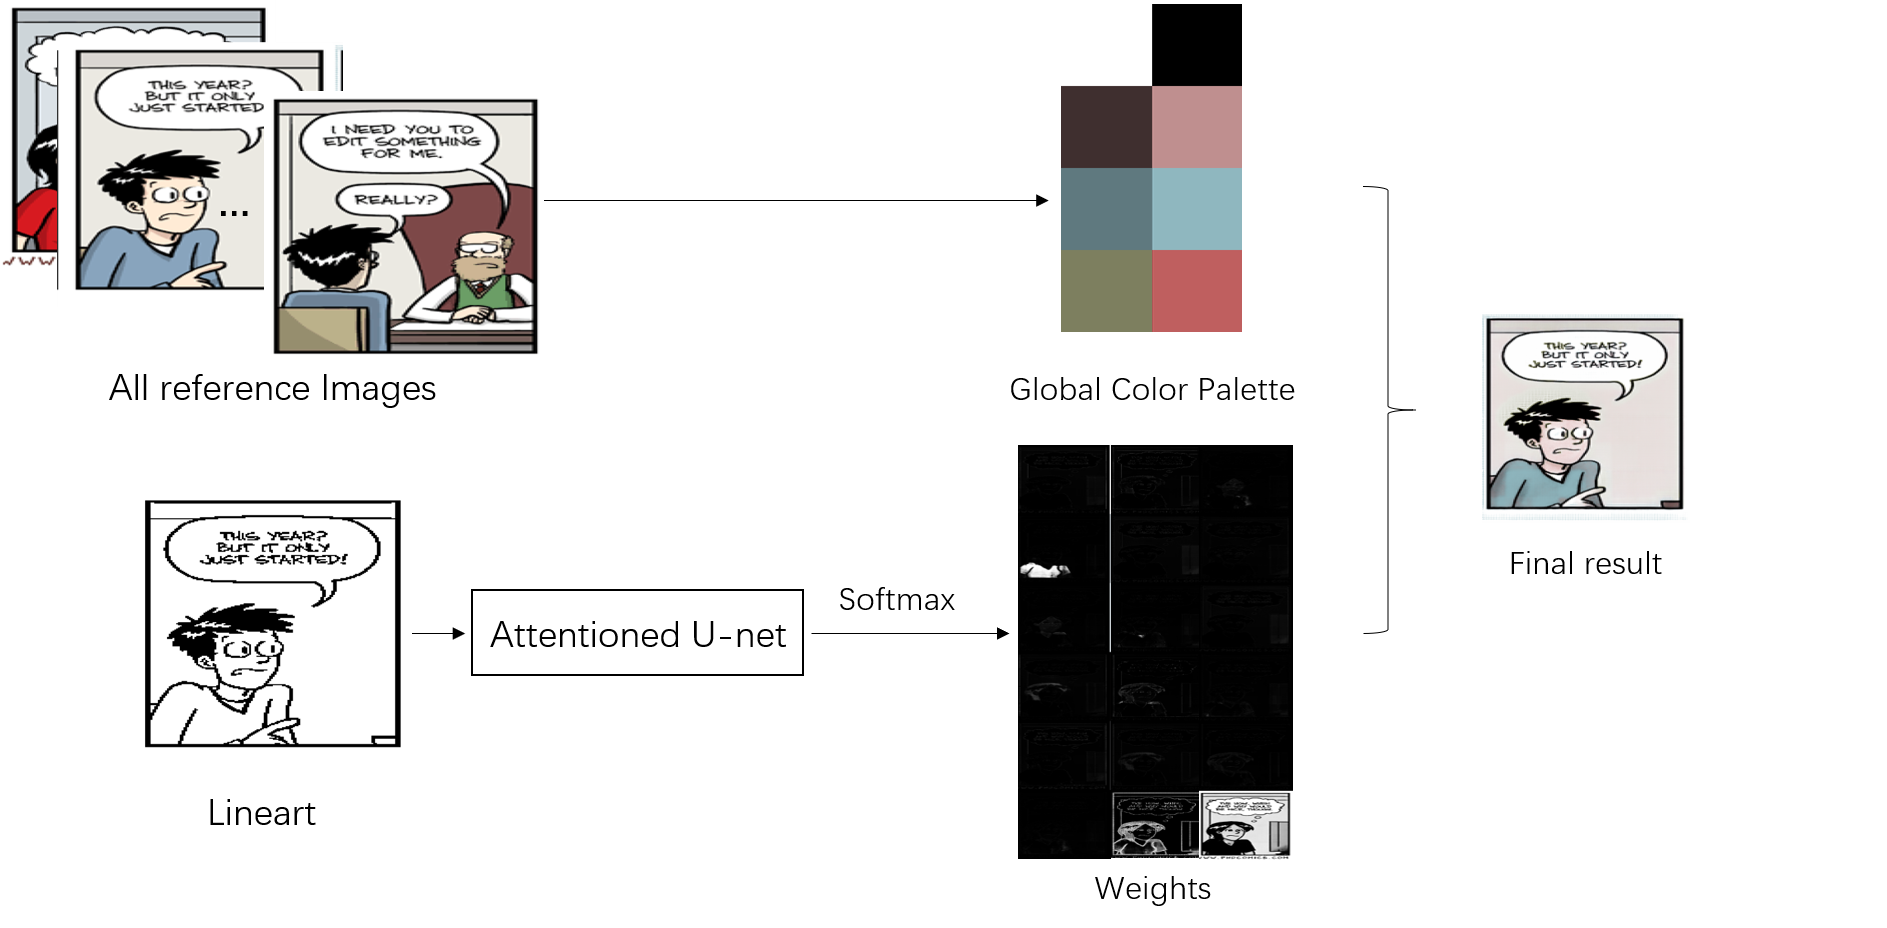 THIS YEAR?
BUT IT ONLY
JUST STARTED
...
I NEED YOU TO
EDIT SOMETHING
FOR ME.
REALLY?
All reference Images
Global Color Palette
THIS YEAR?
BUT IT ONLY
JUST STARTED!
Final result
THIS YEAR?
BUT IT ONLY
JUST STARTED!
Lineart
Attentioned U-net
Softmax
Weights